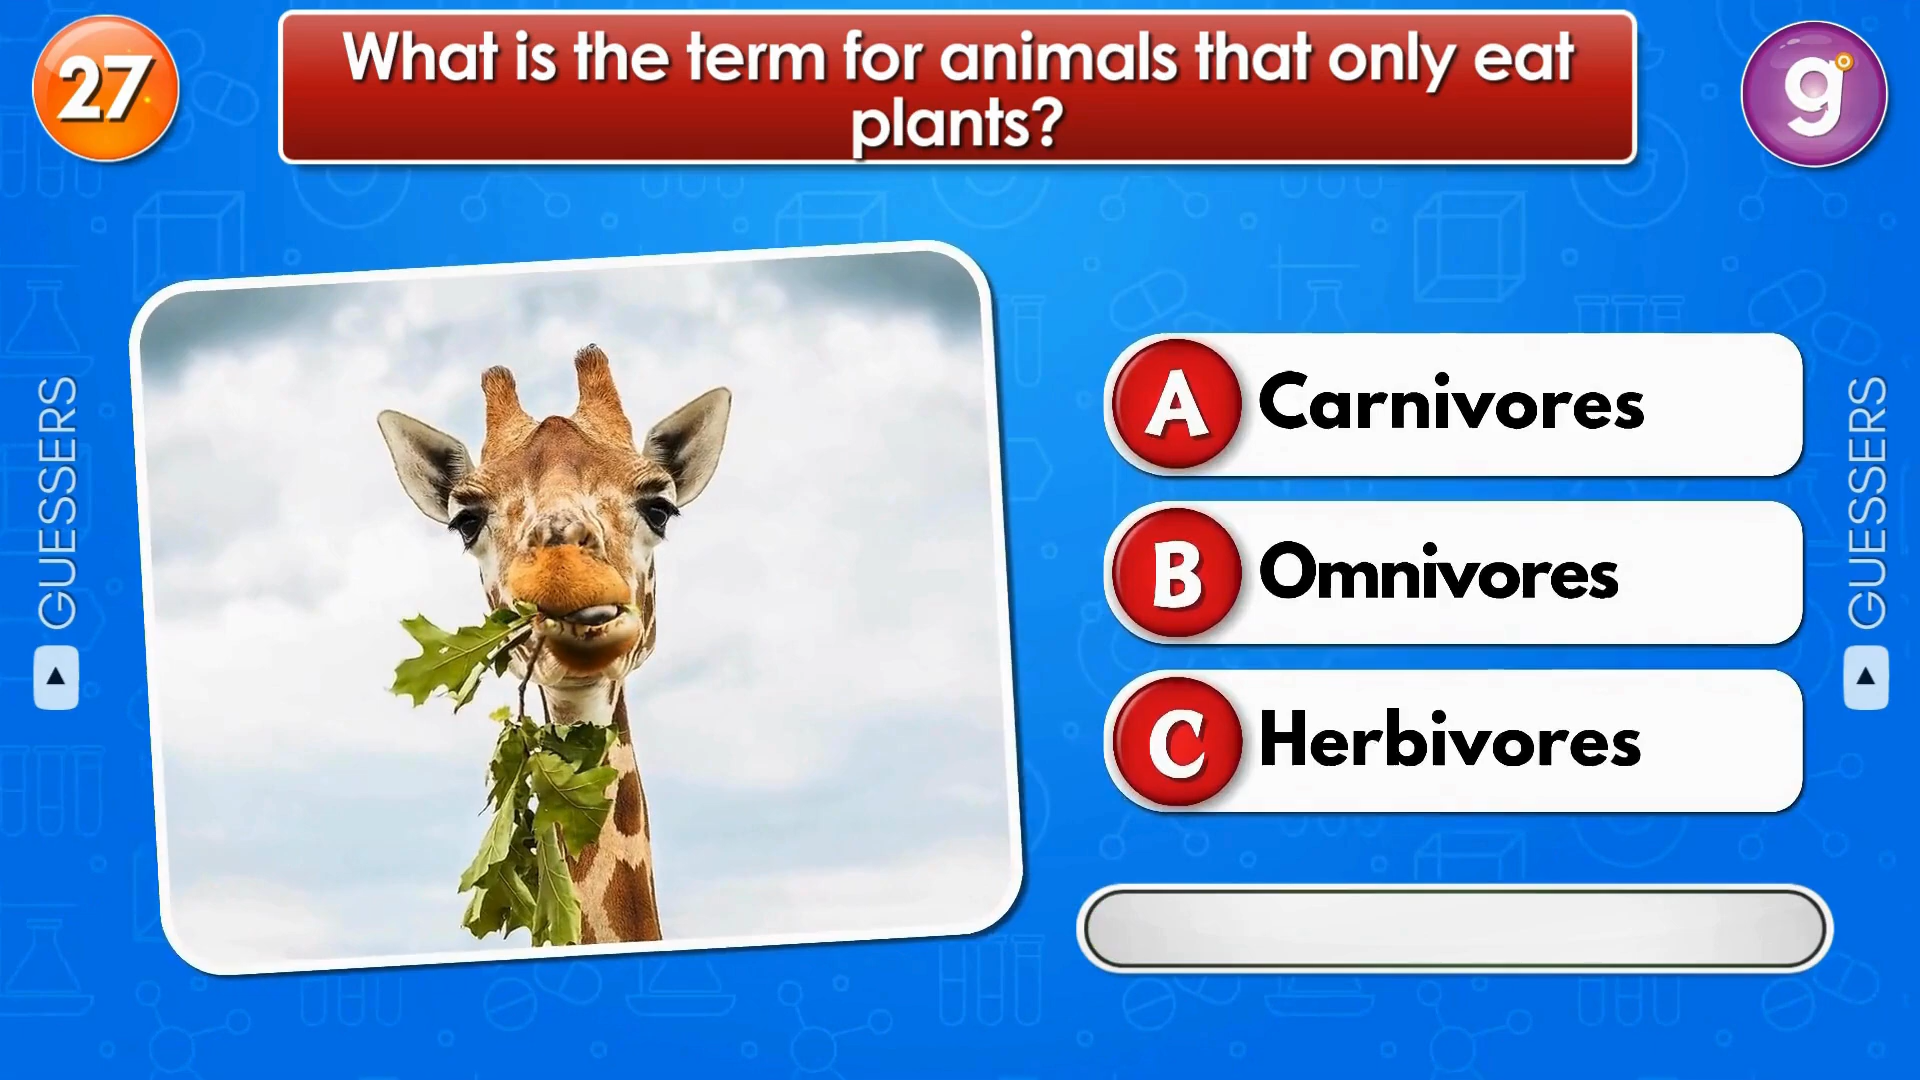 27
What is the term for animals that only eat
plants?
g
GUESSERS
A Carnivores
B Omnivores
C Herbivores
GUESSERS